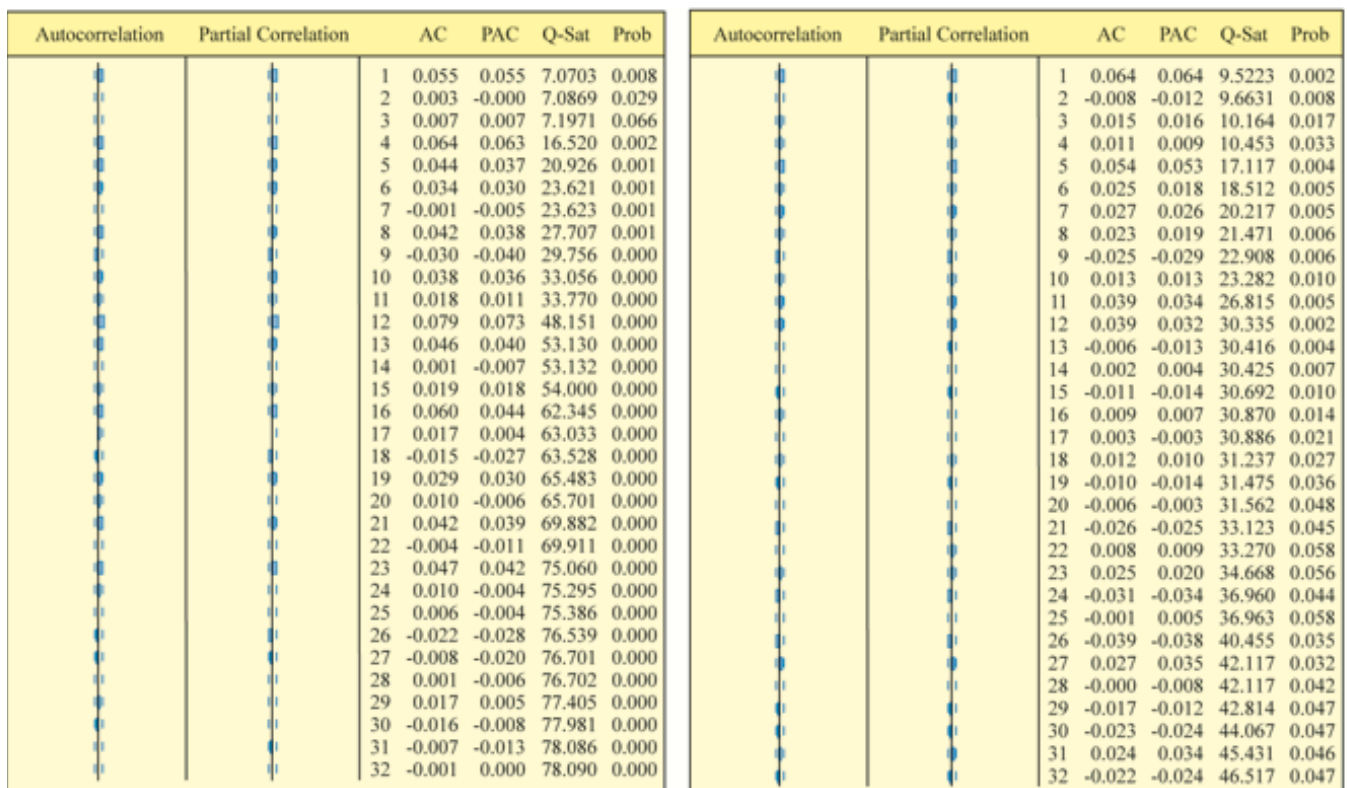 Autocorrelation Partial Correlation AC PAC Q-Sat Prob
1 0.055 0.055 7.0703 0.008
2 0.003 -0.000 7.0869 0.029
3 0.007 0.007 7.1971 0.066
4 0.064 0.063 16.520 0.002
5 0.044 0.037 20.926 0.001
6 0.034 0.030 23.621 0.001
7 -0.001 -0.005 23.623 0.001
8 0.042 0.038 27.707 0.001
9 -0.030 -0.040 29.756 0.000
10 0.038 0.036 33.056 0.000
11 0.018 0.011 33.770 0.000
12 0.079 0.073 48.151 0.000
13 0.046 0.040 53.130 0.000
14 0.001 -0.007 53.132 0.000
15 0.019 0.018 54.000 0.000
16 0.060 0.044 62.345 0.000
17 0.017 0.004 63.033 0.000
18 -0.015 -0.027 63.528 0.000
19 0.029 0.030 65.483 0.000
20 0.010 -0.006 65.701 0.000
21 0.042 0.039 69.882 0.000
22 -0.004 -0.011 69.911 0.000
23 0.047 0.042 75.060 0.000
24 0.010 -0.004 75.295 0.000
25 0.006 -0.004 75.386 0.000
26 -0.022 -0.028 76.539 0.000
27 -0.008 -0.020 76.701 0.000
28 0.001 -0.006 76.702 0.000
29 0.017 0.005 77.405 0.000
30 -0.016 -0.008 77.981 0.000
31 -0.007 -0.013 78.086 0.000
32 -0.001 0.000 78.090 0.000
Autocorrelation Partial Correlation AC PAC Q-Sat Prob
1 0.064 0.064 9.5223 0.002
2 -0.008 -0.012 9.6631 0.008
3 0.015 0.016 10.164 0.017
4 0.011 0.009 10.453 0.033
5 0.054 0.053 17.117 0.004
6 0.025 0.018 18.512 0.005
7 0.027 0.026 20.217 0.005
8 0.023 0.019 21.471 0.006
9 -0.025 -0.029 22.908 0.006
10 0.013 0.013 23.282 0.010
11 0.039 0.034 26.815 0.005
12 0.039 0.032 30.335 0.002
13 -0.006 -0.013 30.416 0.004
14 0.002 0.004 30.425 0.007
15 -0.011 -0.014 30.692 0.010
16 0.009 0.007 30.870 0.014
17 0.003 -0.003 30.886 0.021
18 0.012 0.010 31.237 0.027
19 -0.010 -0.014 31.475 0.036
20 -0.006 -0.003 31.562 0.048
21 -0.026 -0.025 33.123 0.045
22 0.008 0.009 33.270 0.058
23 0.025 0.020 34.668 0.056
24 -0.031 -0.034 36.960 0.044
25 -0.001 0.005 36.963 0.058
26 -0.039 -0.038 40.455 0.035
27 0.027 0.035 42.117 0.032
28 -0.000 -0.008 42.117 0.042
29 -0.017 -0.012 42.814 0.047
30 -0.023 -0.024 44.067 0.047
31 0.024 0.034 45.431 0.046
32 -0.022 -0.024 46.517 0.047